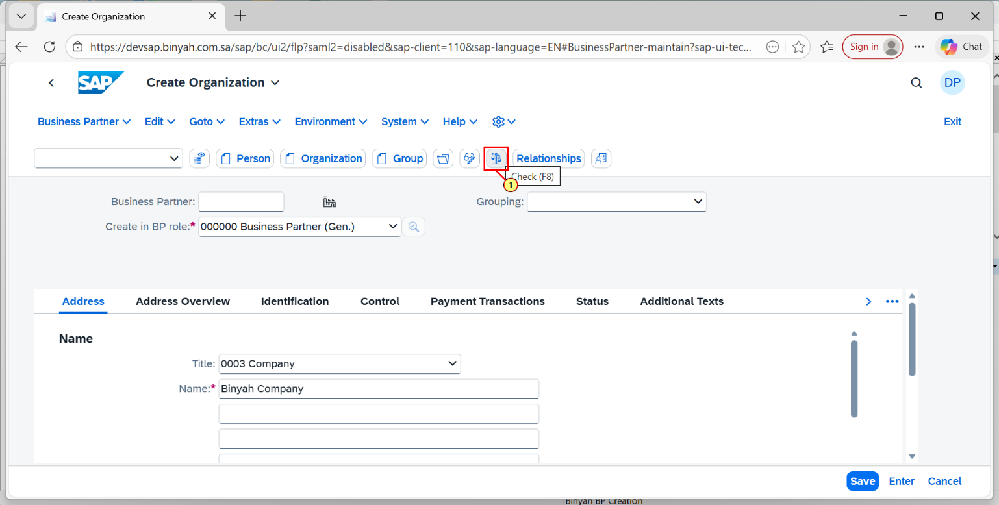 Create Organization
https://devsap.binyah.com.sa/sap/bc/ui2/flp?saml2=disabled&sap-client=110&sap-language=EN#BusinessPartner-maintain?sap-ui-tec...
Sign in
Chat
SAP
Create Organization
DP
Business Partner
Edit
Goto
Extras
Environment
System
Help
Exit
Person
Organization
Group
Relationships
Check (F8)
1
Business Partner:
Grouping:
Create in BP role:* 000000 Business Partner (Gen.)
Address
Address Overview
Identification
Control
Payment Transactions
Status
Additional Texts
Name
Title: 0003 Company
Name:* Binyah Company
Save
Enter
Cancel
Binyah BP Creation